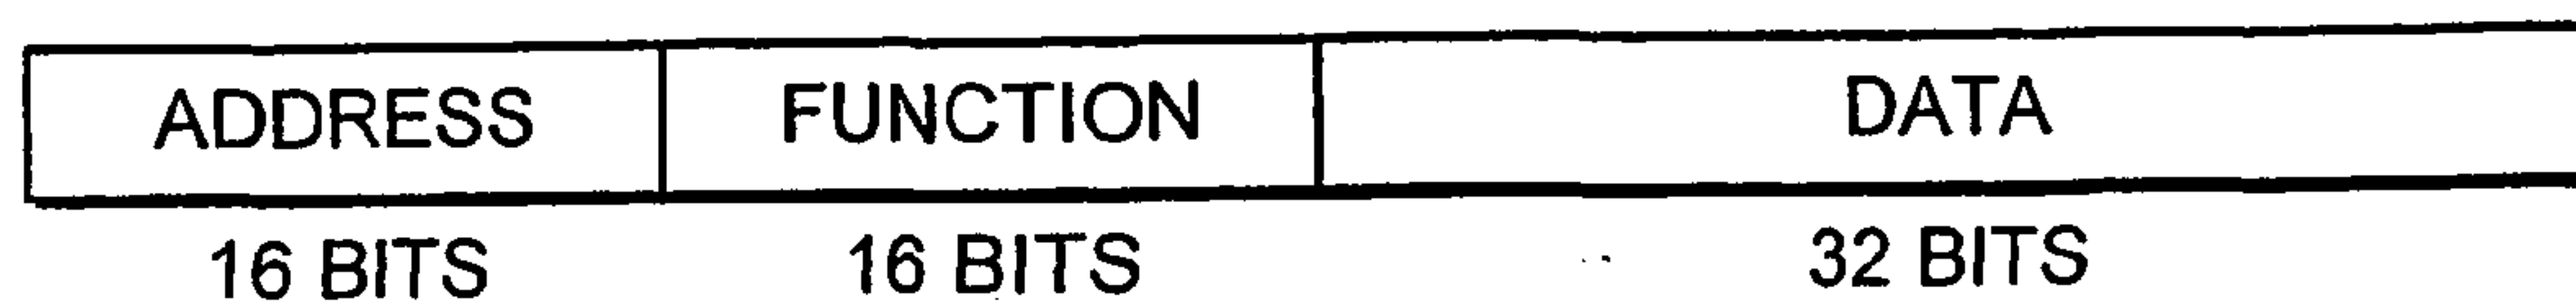 ADDRESS FUNCTION DATA
16 BITS 16 BITS 32 BITS